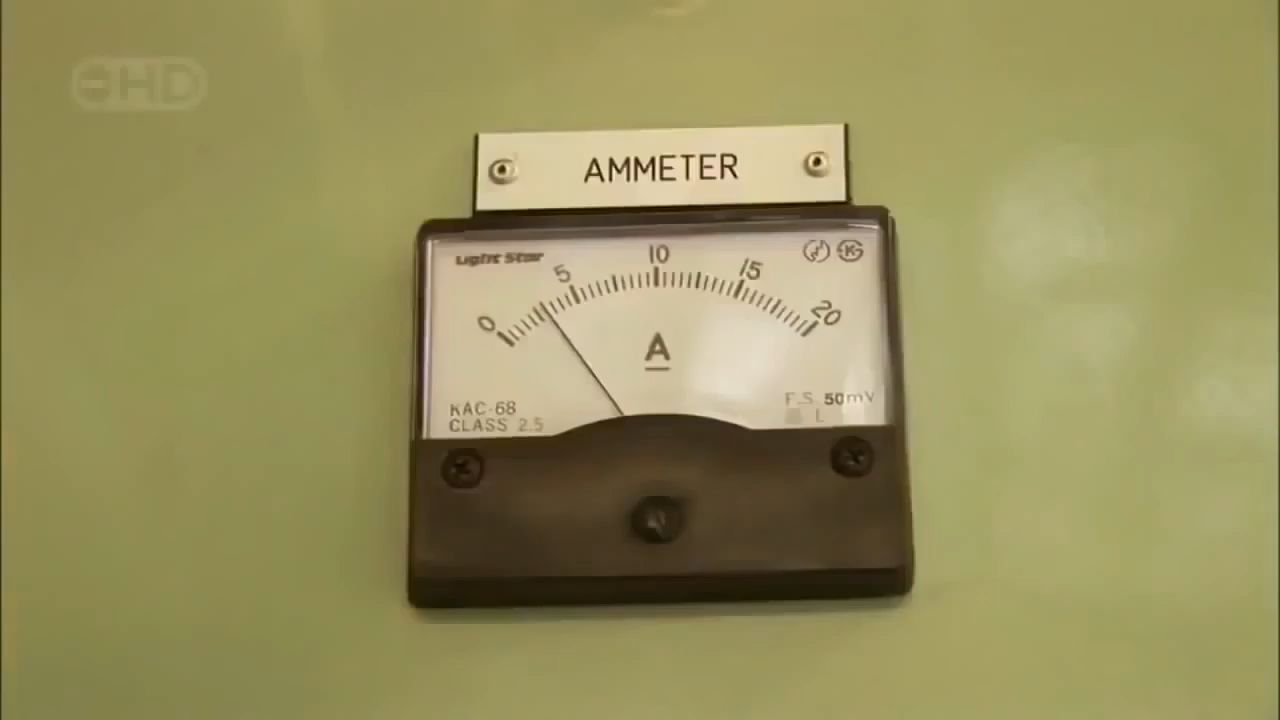 HD
AMMETER
Light Star
0 5 10 15 20
K
A
KAC-68
CLASS 2.5
F.S. 50mV
L